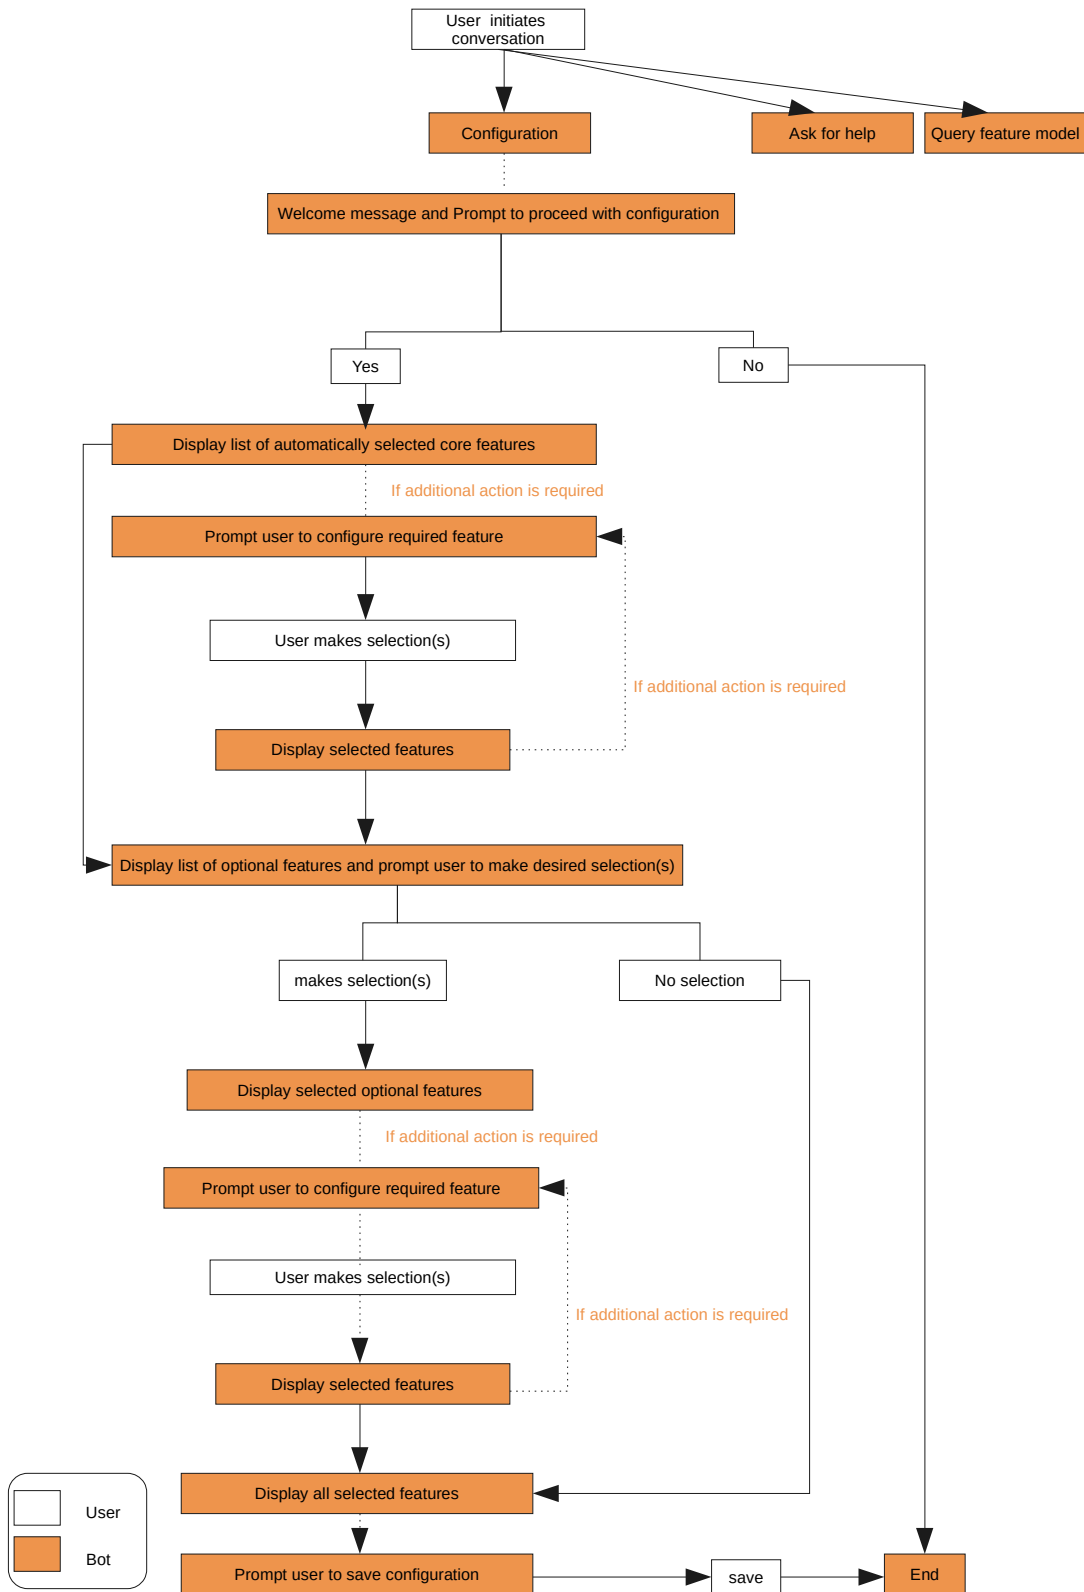 User initiates
conversation
Configuration
Ask for help
Query feature model
Welcome message and Prompt to proceed with configuration
Yes
No
Display list of automatically selected core features
If additional action is required
Prompt user to configure required feature
User makes selection(s)
If additional action is required
Display selected features
Display list of optional features and prompt user to make desired selection(s)
makes selection(s)
No selection
Display selected optional features
If additional action is required
Prompt user to configure required feature
User makes selection(s)
If additional action is required
Display selected features
Display all selected features
User
Bot
Prompt user to save configuration
save
End